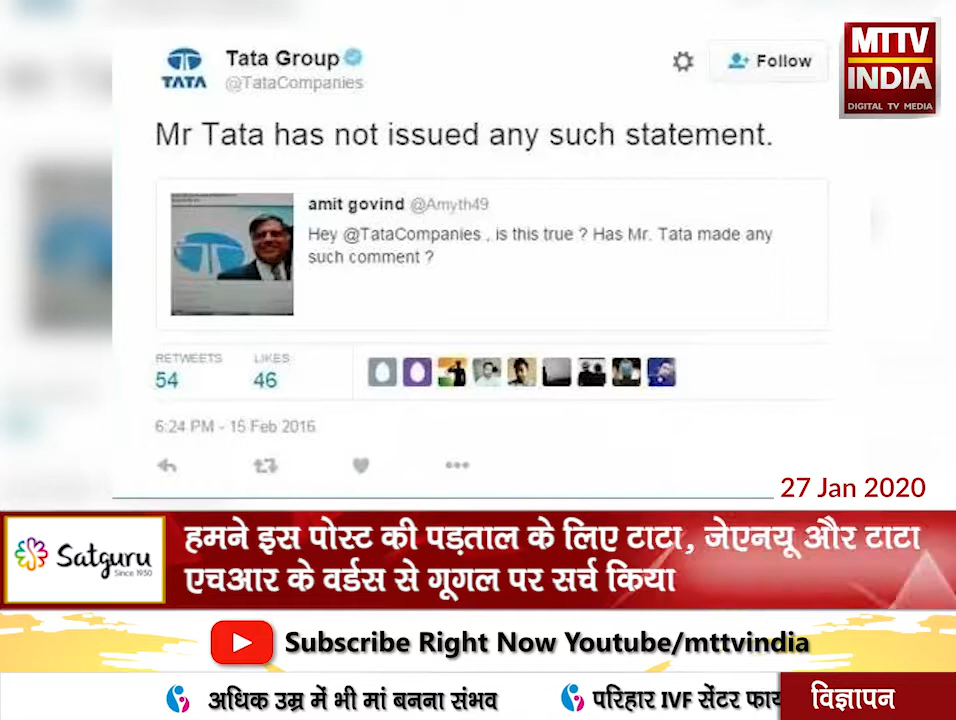 Tata Group
TATA
@TataCompanies
Follow
MTTV
INDIA
DIGITAL TV MEDIA
Mr Tata has not issued any such statement.
amit govind @Amyth49
Hey @TataCompanies , is this true ? Has Mr. Tata made any
such comment ?
RETWEETS
LIKES
54
46
6:24 PM - 15 Feb 2016
27 Jan 2020
Satguru
Since 1950
हमने इस पोस्ट की पड़ताल के लिए टाटा, जेएनयू और टाटा
एचआर के वर्डस से गूगल पर सर्च किया
Subscribe Right Now Youtube/mttvindia
अधिक उम्र में भी मां बनना संभव
परिहार IVF सेंटर फाय
विज्ञापन